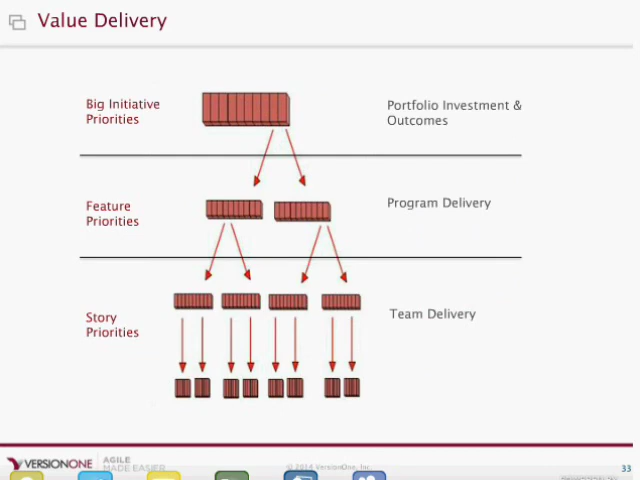 Value Delivery
Big Initiative
Priorities
Portfolio Investment &
Outcomes
Feature
Priorities
Program Delivery
Story
Priorities
Team Delivery
VERSIONONE
AGILE
MADE EASIER
© 2014 VersionOne, Inc.
33